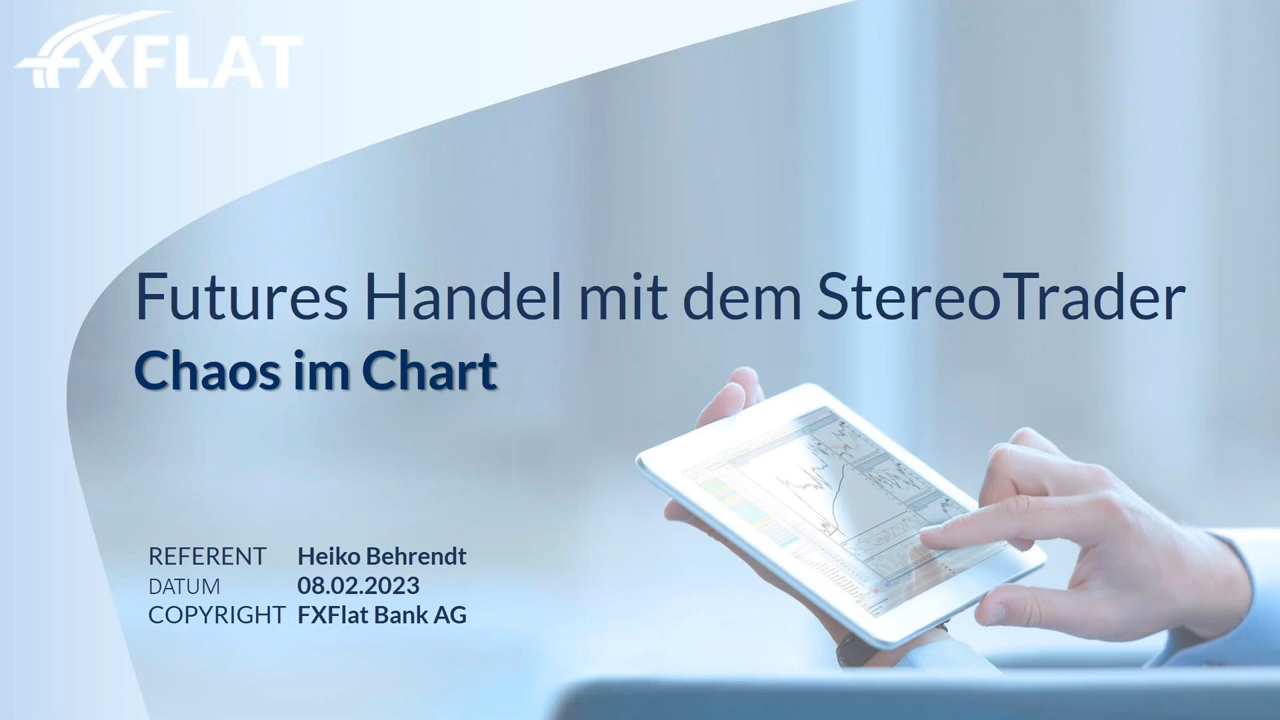 FXFLAT
Futures Handel mit dem StereoTrader
Chaos im Chart
REFERENT Heiko Behrendt
DATUM 08.02.2023
COPYRIGHT FXFlat Bank AG